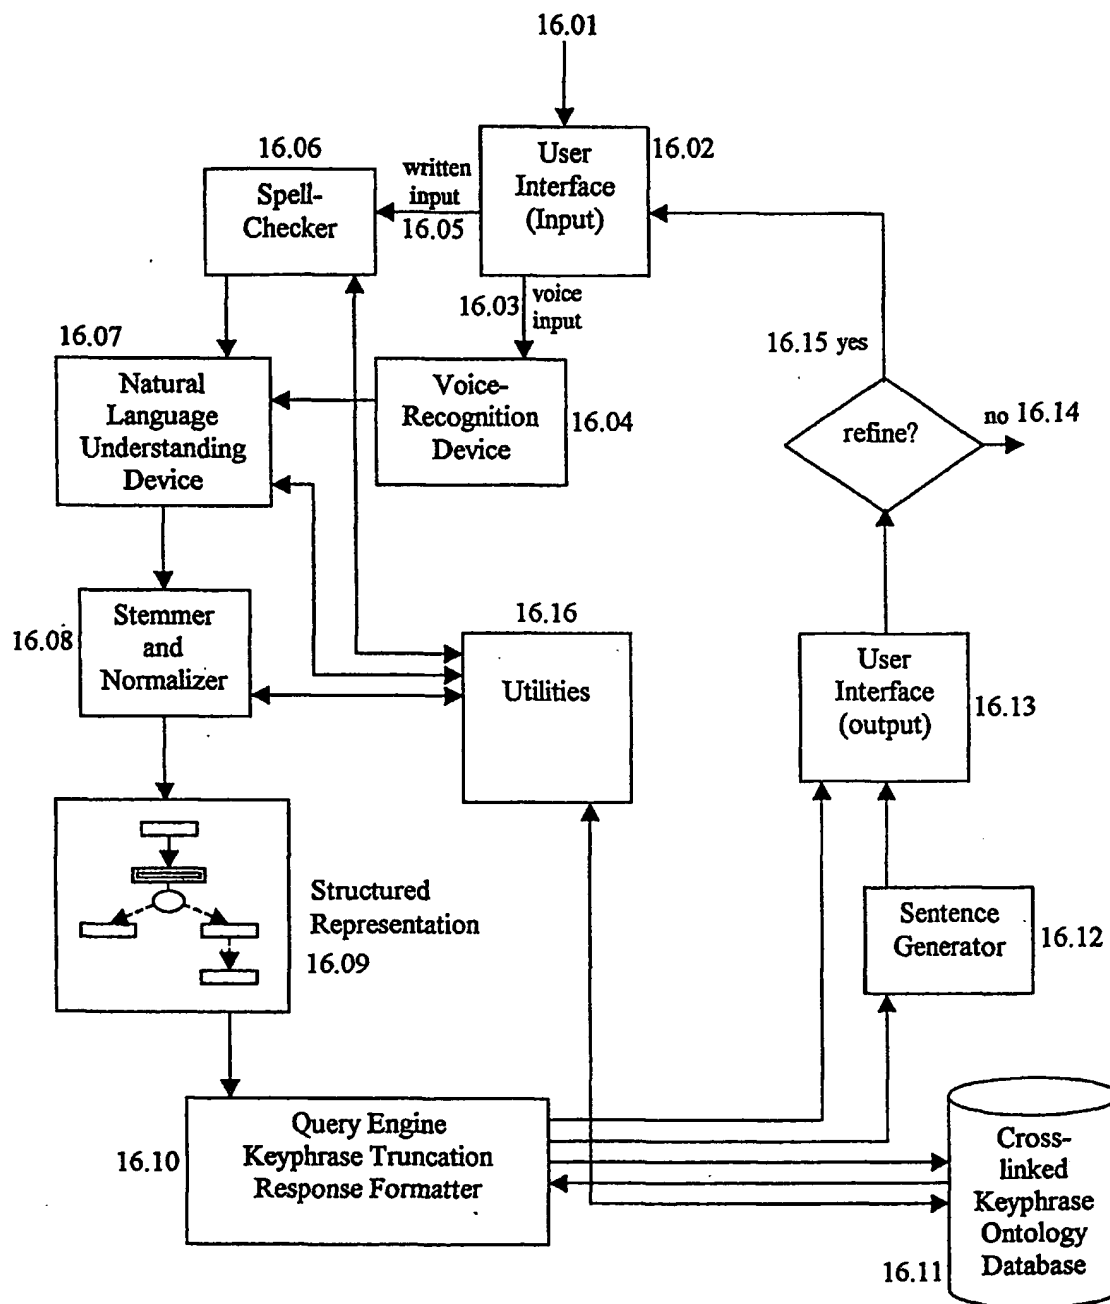 16.01
User
Interface
(Input)
16.02
written
input
16.05
16.06
Spell-
Checker
16.03
voice
input
16.07
Natural
Language
Understanding
Device
Voice-
Recognition
Device
16.04
16.15 yes
refine?
no 16.14
16.08
Stemmer
and
Normalizer
16.16
Utilities
User
Interface
(output)
16.13
Structured
Representation
16.09
Sentence
Generator
16.12
16.10
Query Engine
Keyphrase Truncation
Response Formatter
Cross-
linked
Keyphrase
Ontology
Database
16.11